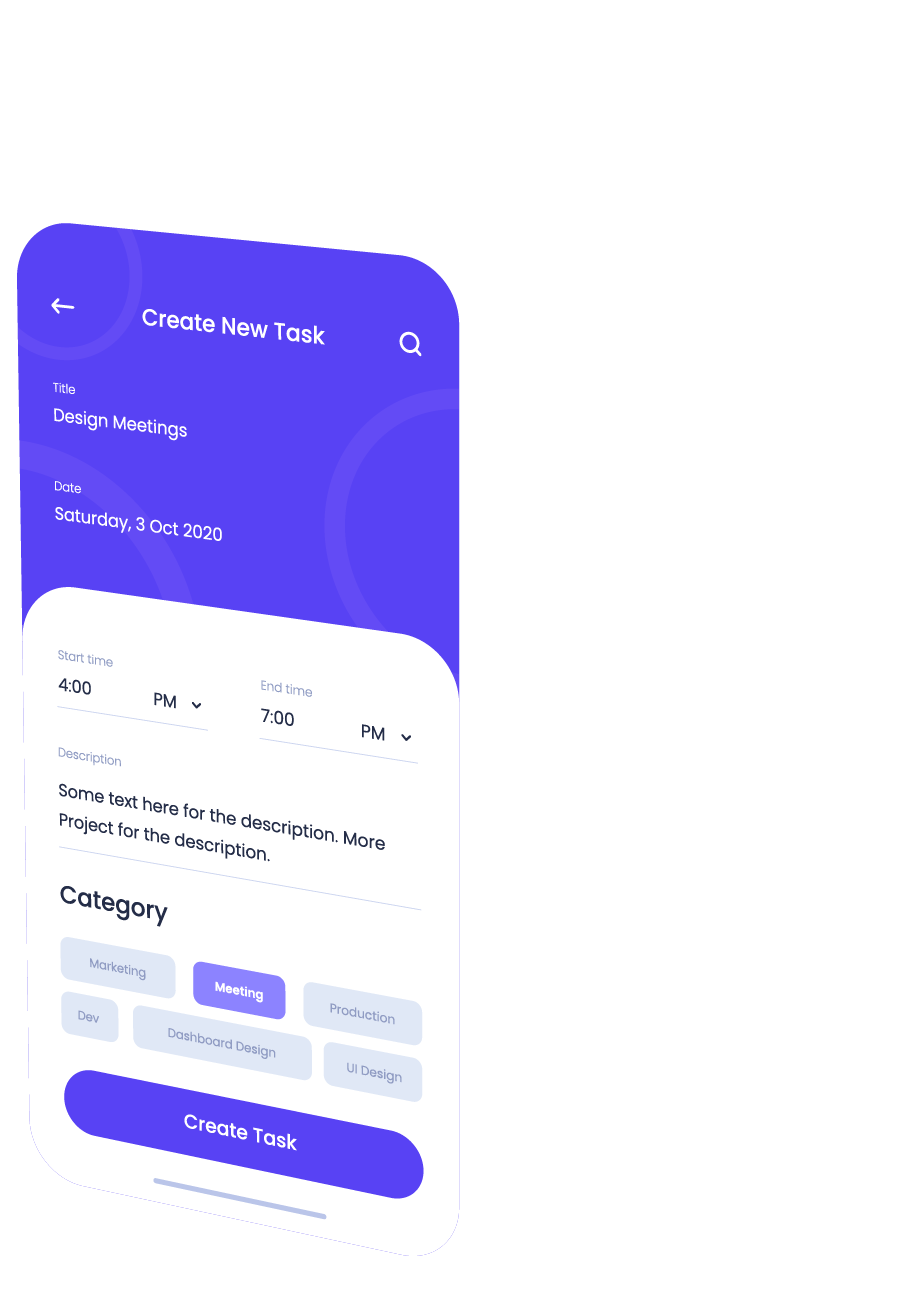 Create New Task
Title
Design Meetings
Date
Saturday, 3 Oct 2020
Start time
4:00 PM
End time
7:00 PM
Description
Some text here for the description. More
Project for the description.
Category
Marketing
Meeting
Production
Dev
Dashboard Design
UI Design
Create Task